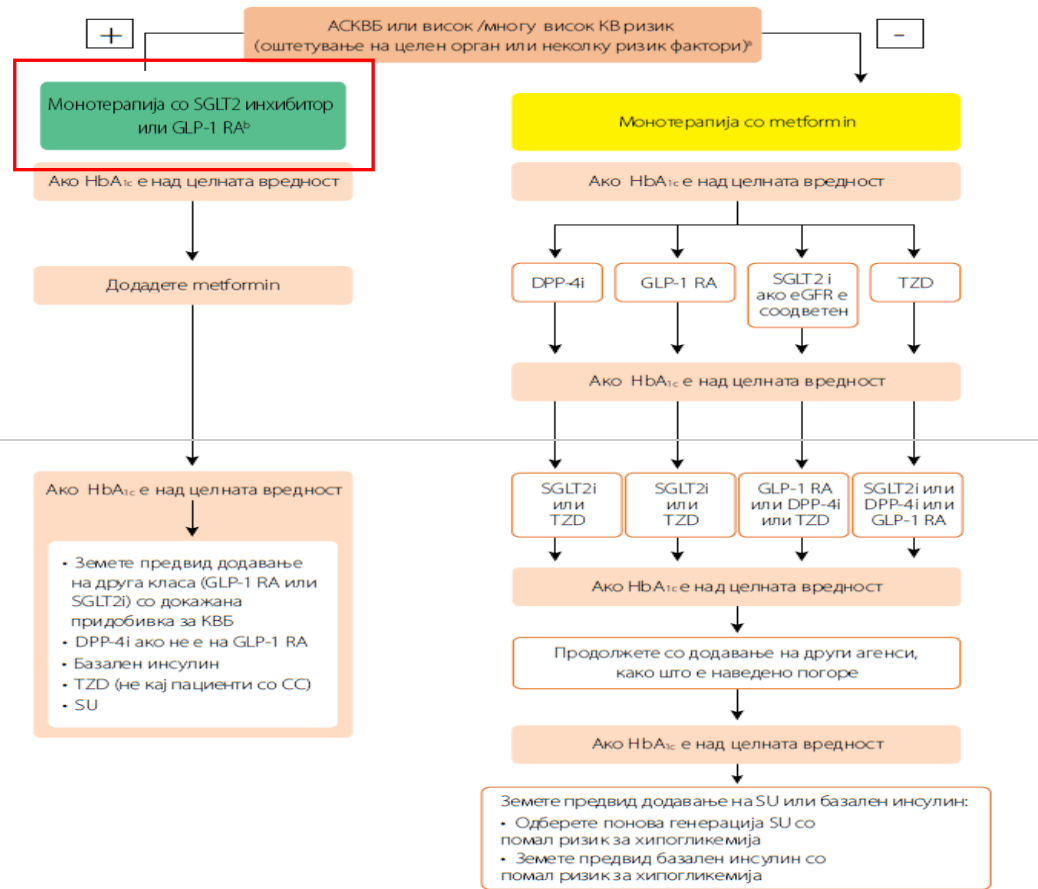 +
АСКВБ или висок /многу висок КВ ризик
(оштетување на целен орган или неколку ризик фактори)ᵃ
-
Монотерапија со SGLT2 инхибитор
или GLP-1 RAᵇ
Ако HbA₁c е над целната вредност
Додадете metformin
Ако HbA₁c е над целната вредност
• Земете предвид додавање
на друга класа (GLP-1 RA или
SGLT2i) со докажана
придобивка за КВБ
• DPP-4i ако не е на GLP-1 RA
• Базален инсулин
• TZD (не кај пациенти со СС)
• SU
Монотерапија со metformin
Ако HbA₁c е над целната вредност
DPP-4i
GLP-1 RA
SGLT2 i
ако eGFR е
соодветен
TZD
Ако HbA₁c е над целната вредност
SGLT2i
или
TZD
SGLT2i
или
TZD
GLP-1 RA
или DPP-4i
или TZD
SGLT2i или
DPP-4i или
GLP-1 RA
Ако HbA₁c е над целната вредност
Продолжете со додавање на други агенси,
како што е наведено погоре
Ако HbA₁c е над целната вредност
Земете предвид додавање на SU или базален инсулин:
• Одберете понова генерација SU со
помал ризик за хипогликемија
• Земете предвид базален инсулин со
помал ризик за хипогликемија